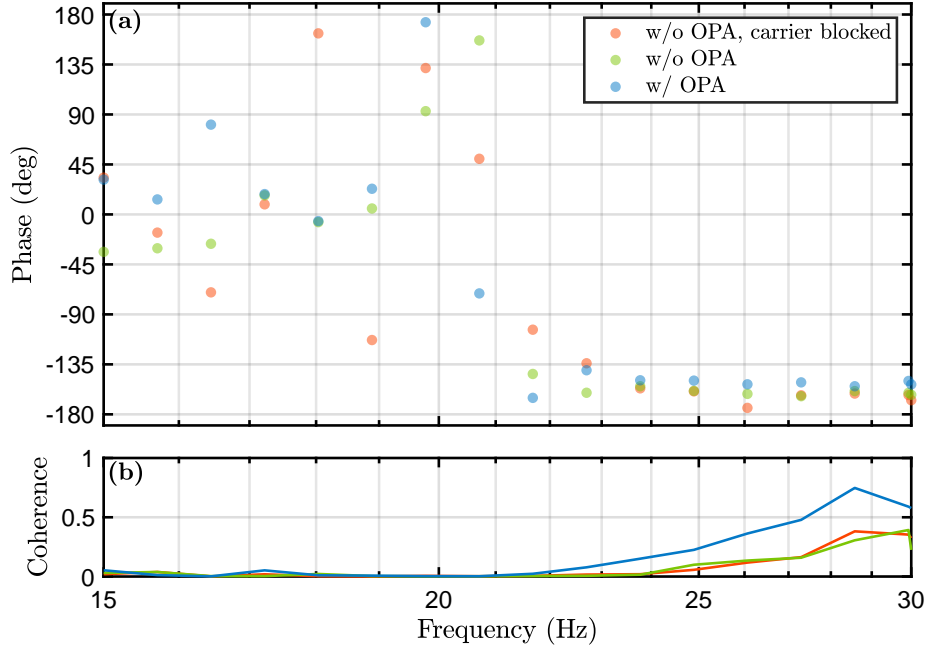 (a)
w/o OPA, carrier blocked
w/o OPA
w/ OPA
180
135
90
45
0
-45
-90
-135
-180
Phase (deg)
(b)
1
0.5
0
Coherence
15
20
25
30
Frequency (Hz)